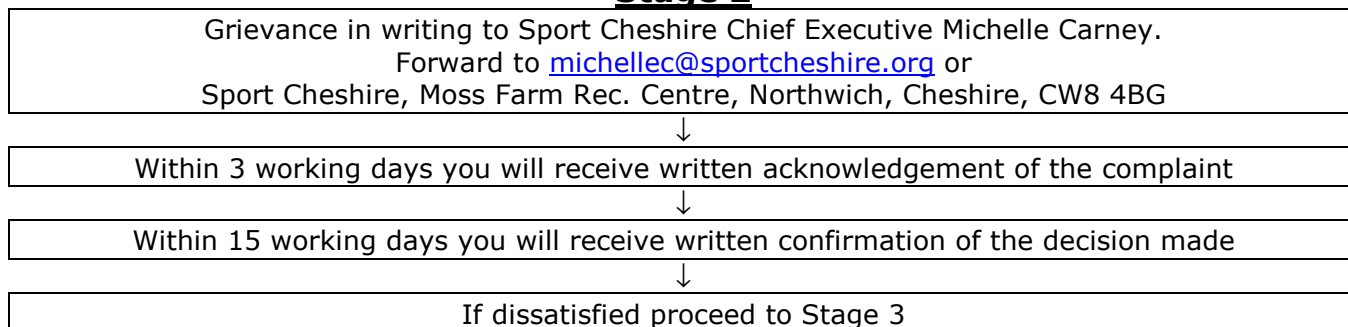 Stage 2
Grievance in writing to Sport Cheshire Chief Executive Michelle Carney.
Forward to michellec@sportcheshire.org or
Sport Cheshire, Moss Farm Rec. Centre, Northwich, Cheshire, CW8 4BG
↓
Within 3 working days you will receive written acknowledgement of the complaint
↓
Within 15 working days you will receive written confirmation of the decision made
↓
If dissatisfied proceed to Stage 3